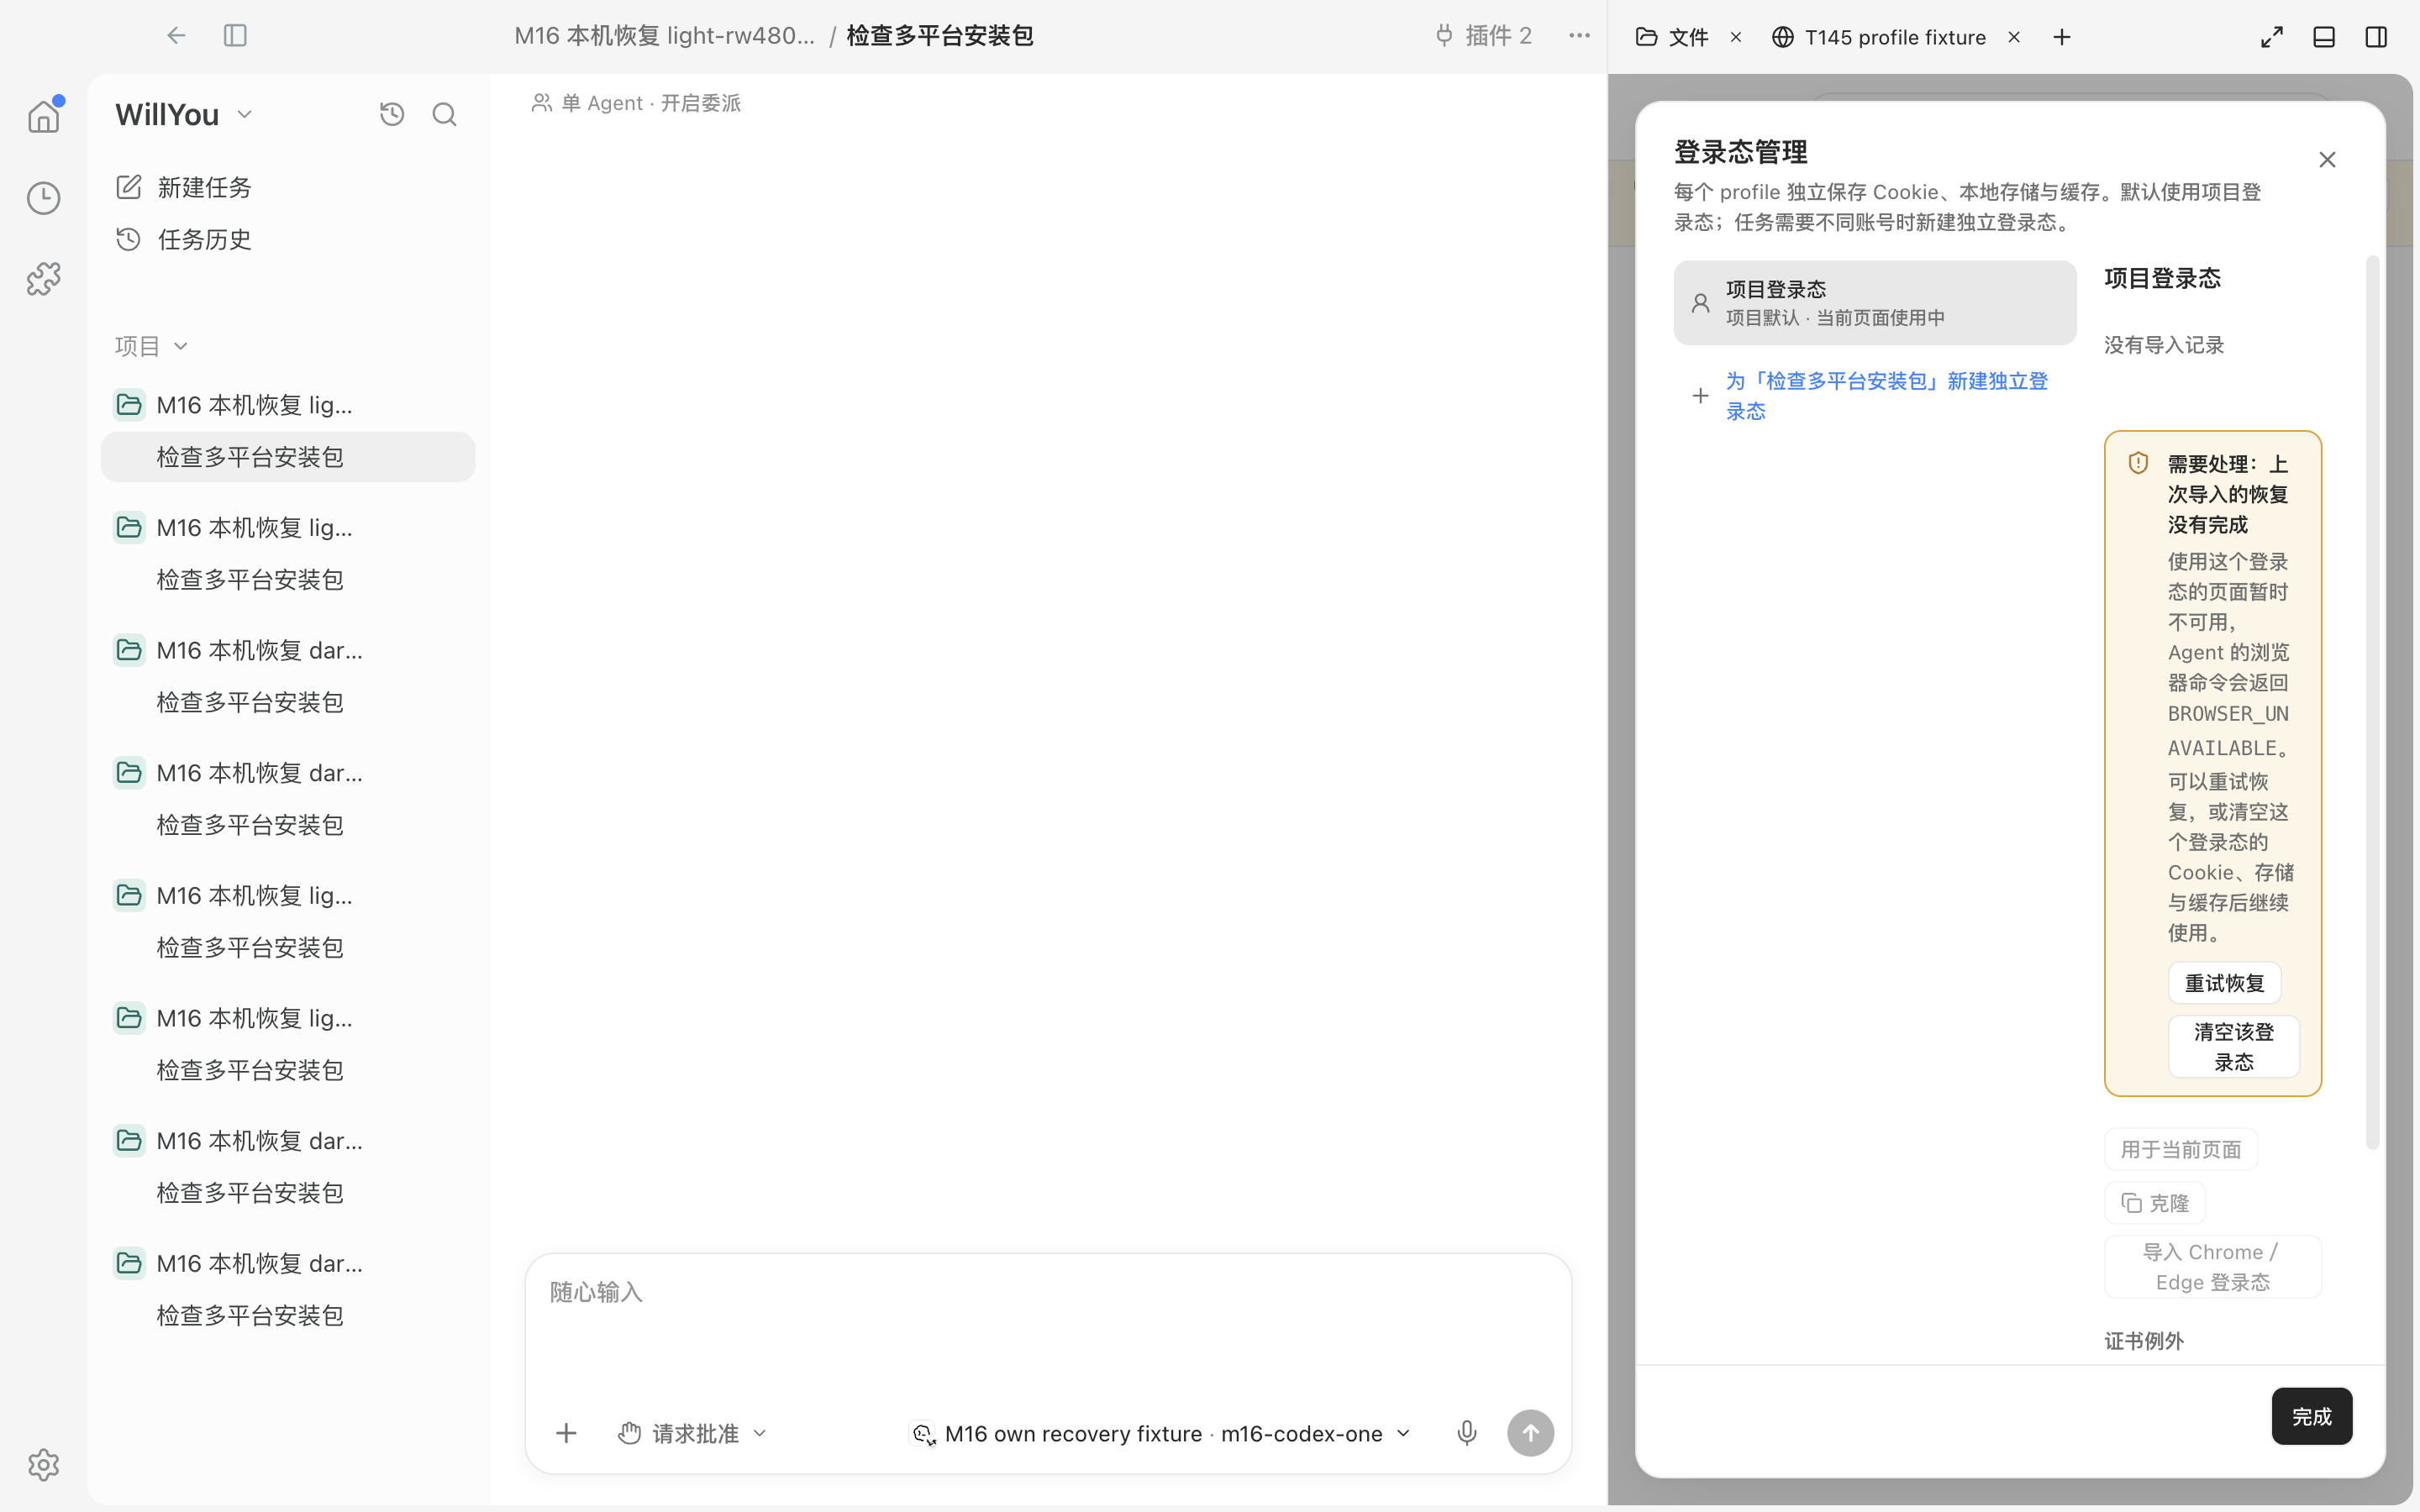 M16 本机恢复 light-rw480... / 检查多平台安装包
插件 2
文件
T145 profile fixture
WillYou
新建任务
任务历史
项目
M16 本机恢复 lig...
检查多平台安装包
M16 本机恢复 lig...
检查多平台安装包
M16 本机恢复 dar...
检查多平台安装包
M16 本机恢复 dar...
检查多平台安装包
M16 本机恢复 lig...
检查多平台安装包
M16 本机恢复 lig...
检查多平台安装包
M16 本机恢复 dar...
检查多平台安装包
M16 本机恢复 dar...
检查多平台安装包
单 Agent · 开启委派
随心输入
请求批准
M16 own recovery fixture · m16-codex-one
登录态管理
每个 profile 独立保存 Cookie、本地存储与缓存。默认使用项目登
录态；任务需要不同账号时新建独立登录态。
项目登录态
项目默认 · 当前页面使用中
为「检查多平台安装包」新建独立登
录态
项目登录态
没有导入记录
需要处理：上
次导入的恢复
没有完成
使用这个登录
态的页面暂时
不可用，
Agent 的浏览
器命令会返回
BROWSER_UN
AVAILABLE。
可以重试恢
复，或清空这
个登录态的
Cookie、存储
与缓存后继续
使用。
重试恢复
清空该登
录态
用于当前页面
克隆
导入 Chrome /
Edge 登录态
证书例外
完成